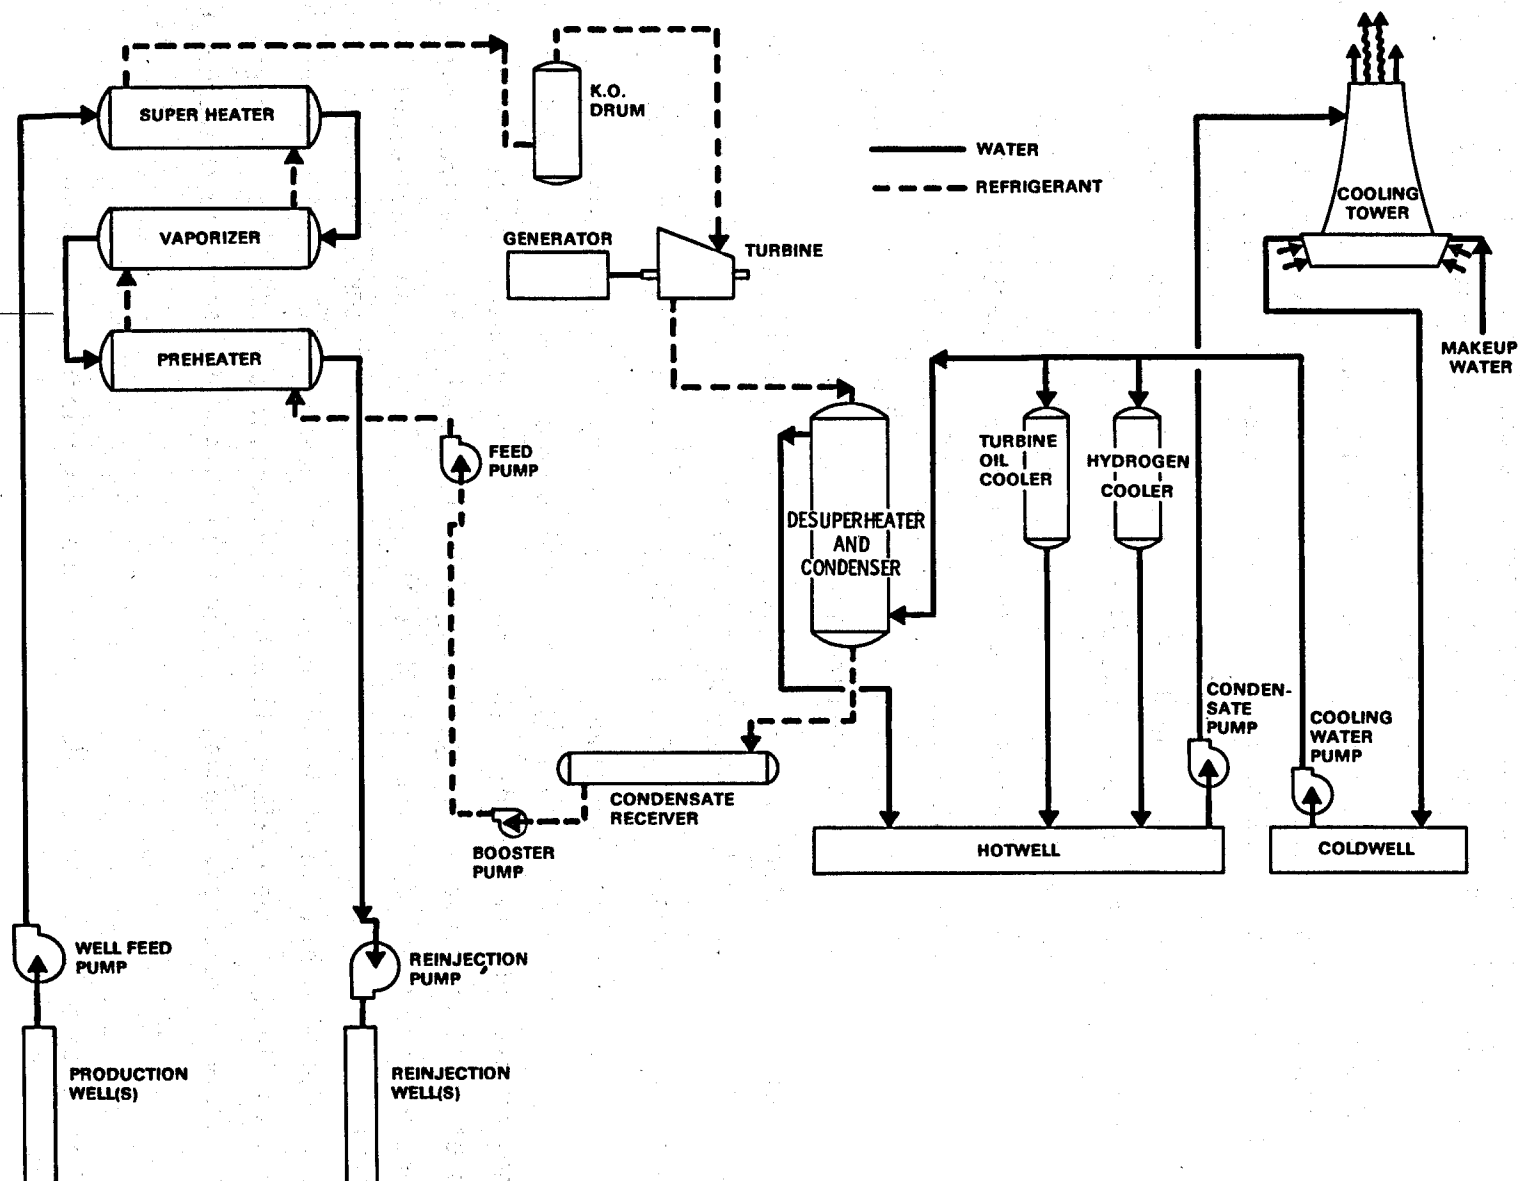 SUPER HEATER
K.O.
DRUM
WATER
REFRIGERANT
COOLING
TOWER
VAPORIZER
GENERATOR
TURBINE
MAKEUP
WATER
PREHEATER
FEED
PUMP
TURBINE
OIL
COOLER
HYDROGEN
COOLER
DESUPERHEATER
AND
CONDENSER
CONDEN-
SATE
PUMP
COOLING
WATER
PUMP
CONDENSATE
RECEIVER
BOOSTER
PUMP
HOTWELL
COLDWELL
WELL FEED
PUMP
REINJECTION
PUMP
PRODUCTION
WELL(S)
REINJECTION
WELL(S)